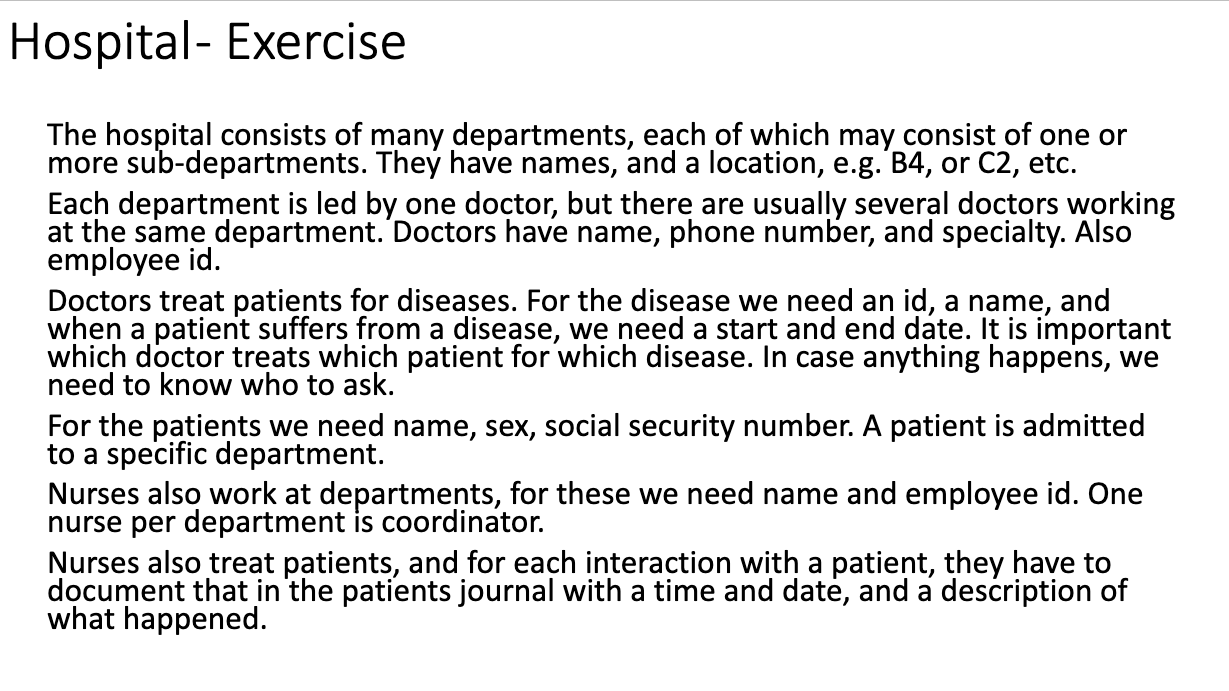 Hospital- Exercise
The hospital consists of many departments, each of which may consist of one or
more sub-departments. They have names, and a location, e.g. B4, or C2, etc.
Each department is led by one doctor, but there are usually several doctors working
at the same department. Doctors have name, phone number, and specialty. Also
employee id.
Doctors treat patients for diseases. For the disease we need an id, a name, and
when a patient suffers from a disease, we need a start and end date. It is important
which doctor treats which patient for which disease. In case anything happens, we
need to know who to ask.
For the patients we need name, sex, social security number. A patient is admitted
to a specific department.
Nurses also work at departments, for these we need name and employee id. One
nurse per department is coordinator.
Nurses also treat patients, and for each interaction with a patient, they have to
document that in the patients journal with a time and date, and a description of
what happened.